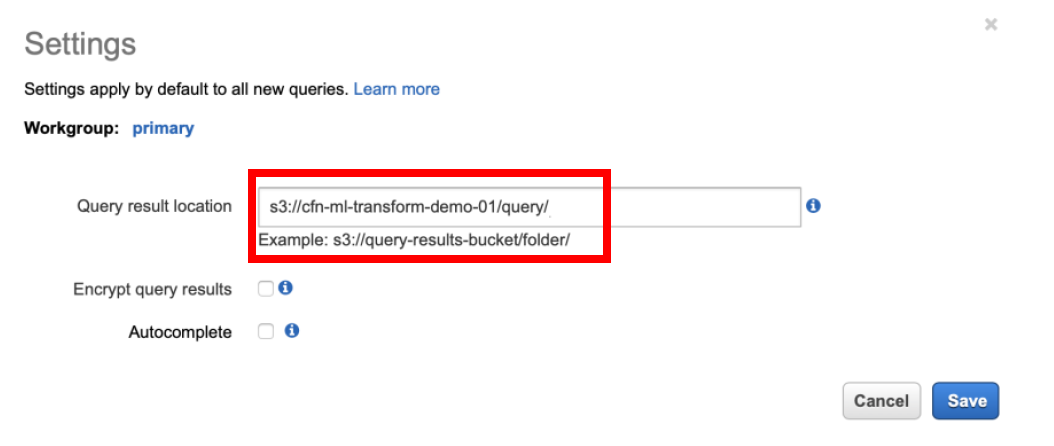 Settings
Settings apply by default to all new queries. Learn more
Workgroup: primary
Query result location s3://cfn-ml-transform-demo-01/query/
Example: s3://query-results-bucket/folder/
Encrypt query results
Autocomplete
Cancel Save